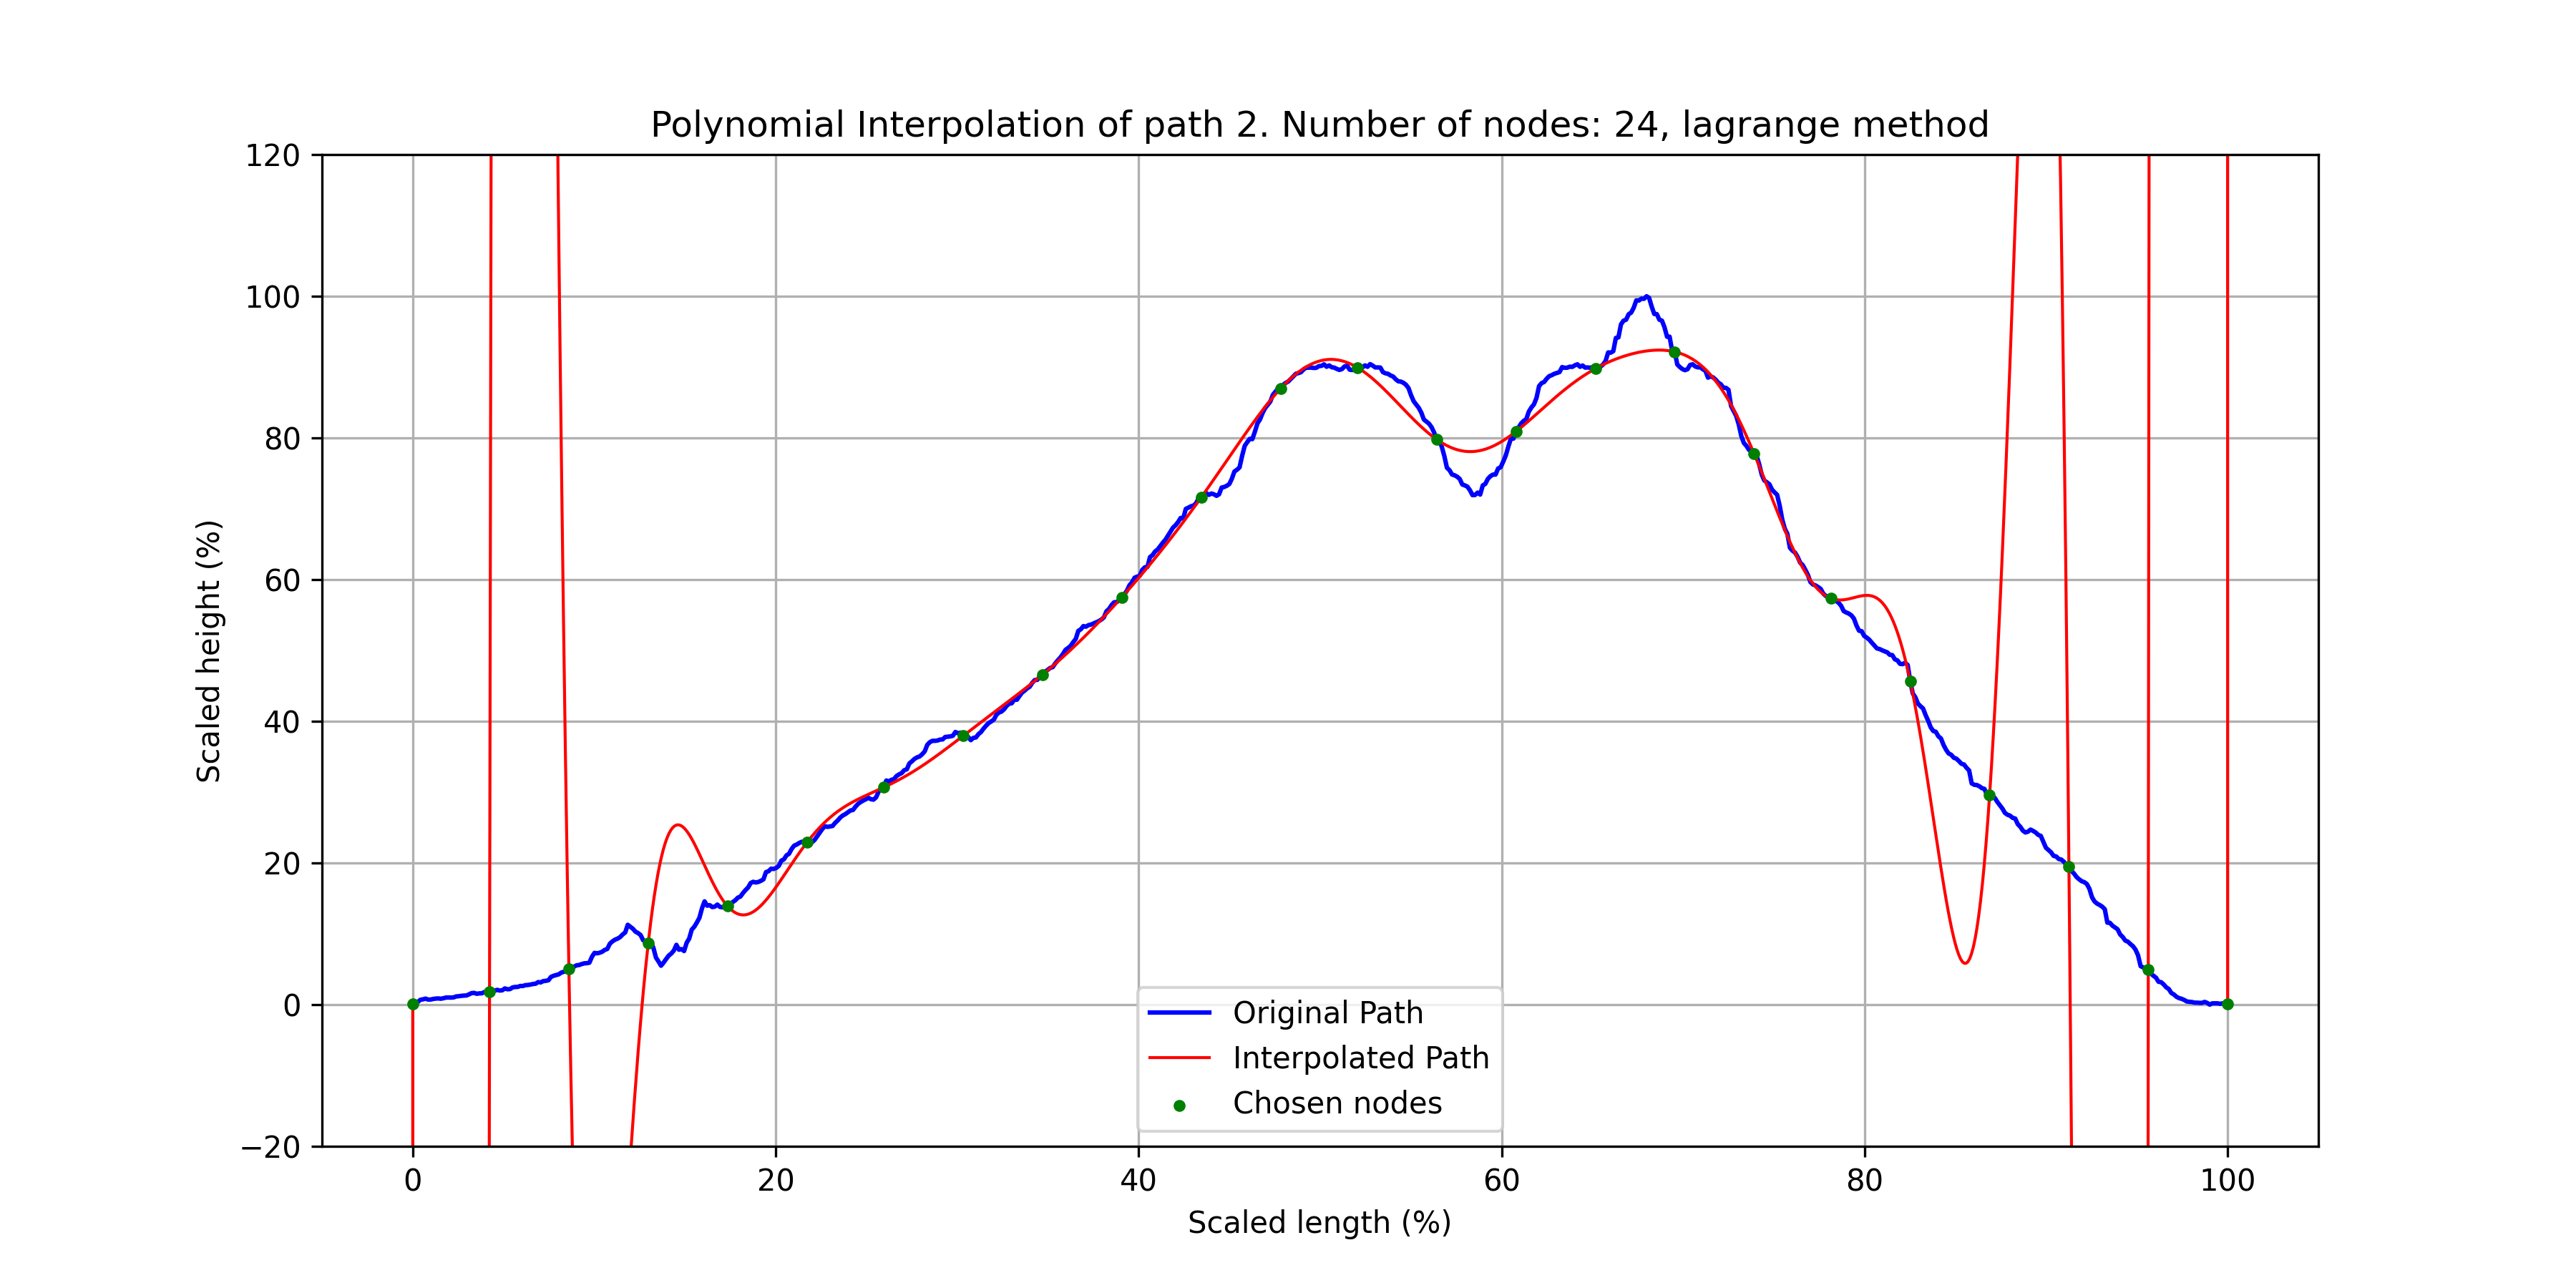 Polynomial Interpolation of path 2. Number of nodes: 24, lagrange method
120
100
80
60
40
20
0
−20
Scaled height (%)
Original Path
Interpolated Path
Chosen nodes
0 20 40 60 80 100
Scaled length (%)